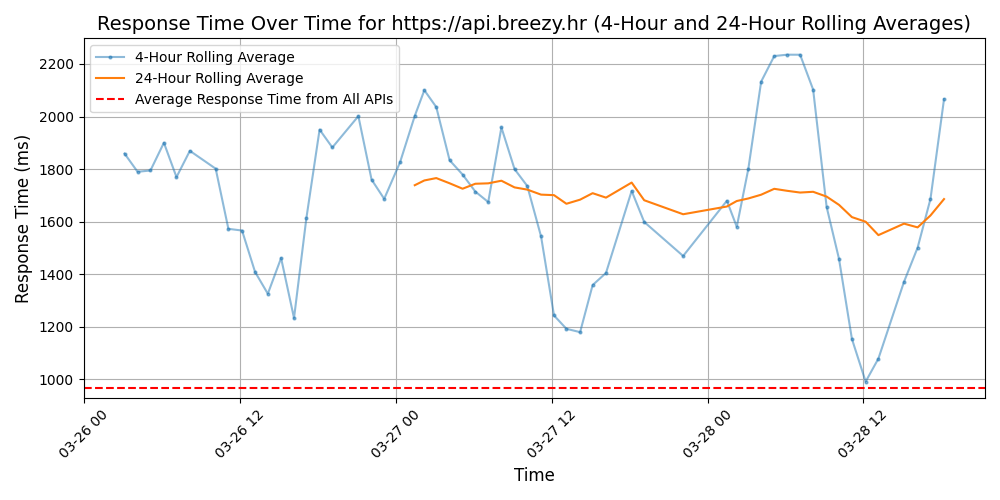 Response Time Over Time for https://api.breezy.hr (4-Hour and 24-Hour Rolling Averages)
4-Hour Rolling Average
24-Hour Rolling Average
Average Response Time from All APIs
Response Time (ms)
2200
2000
1800
1600
1400
1200
1000
03-26 00
03-26 12
03-27 00
03-27 12
03-28 00
03-28 12
Time